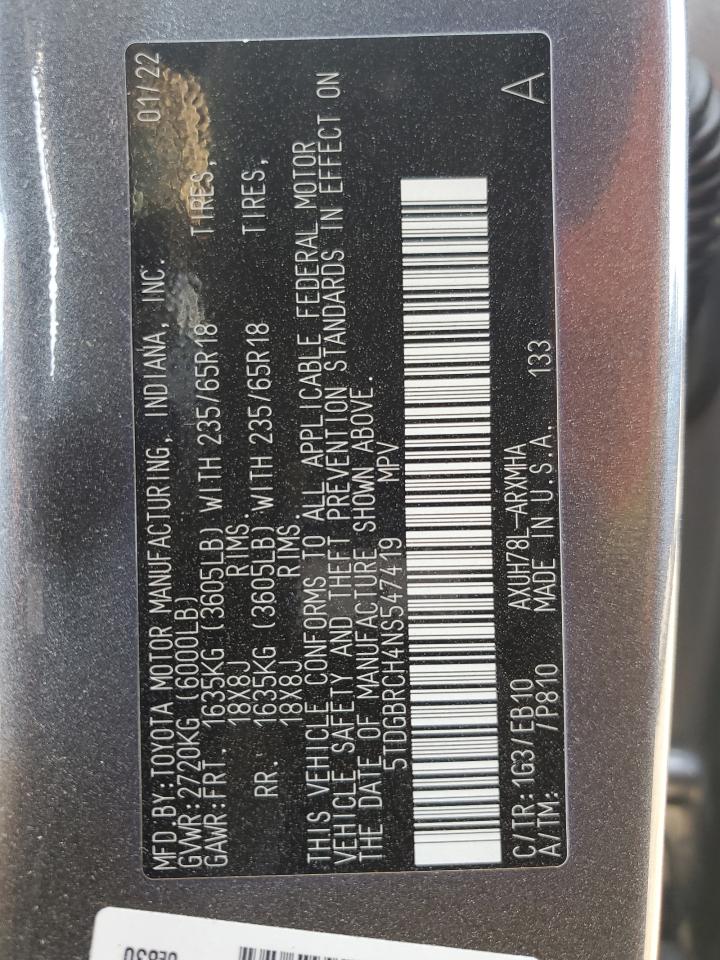 MFD.BY:TOYOTA MOTOR MANUFACTURING, INDIANA, INC. 01/22
GVWR:2720KG (6000LB)
GAWR:FRT. 1635KG (3605LB) WITH 235/65R18 TIRES,
18X8J RIMS.
RR. 1635KG (3605LB) WITH 235/65R18 TIRES,
18X8J RIMS.
THIS VEHICLE CONFORMS TO ALL APPLICABLE FEDERAL MOTOR
VEHICLE SAFETY AND THEFT PREVENTION STANDARDS IN EFFECT ON
THE DATE OF MANUFACTURE SHOWN ABOVE.
5TDGBRCH4NS547419 MPV
C/TR: 1G3/EB10 AXUH78L-ARXMHA
A/TM: /P810 MADE IN U.S.A. 133 A